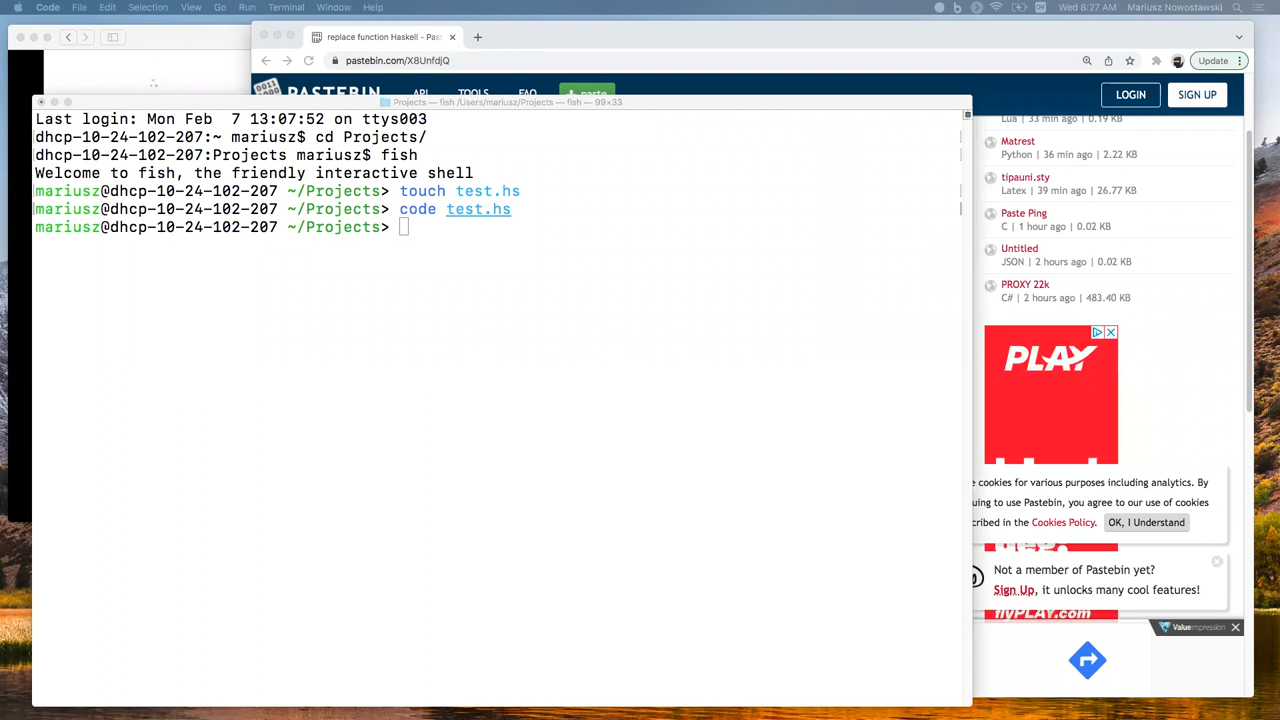 Code File Edit Selection View Go Run Terminal Window Help
Wed 8:27 AM Mariusz Nowostawski
replace function Haskell - Past
pastebin.com/X8UnfdjQ
Update
PASTEBIN API TOOLS FAQ + paste
LOGIN SIGN UP
Projects — fish /Users/mariusz/Projects — fish — 99×33
Last login: Mon Feb 7 13:07:52 on ttys003
dhcp-10-24-102-207:~ mariusz$ cd Projects/
dhcp-10-24-102-207:Projects mariusz$ fish
Welcome to fish, the friendly interactive shell
mariusz@dhcp-10-24-102-207 ~/Projects> touch test.hs
mariusz@dhcp-10-24-102-207 ~/Projects> code test.hs
mariusz@dhcp-10-24-102-207 ~/Projects>
Lua | 33 min ago | 0.19 KB
Matrest
Python | 36 min ago | 2.22 KB
tipauni.sty
Latex | 39 min ago | 26.77 KB
Paste Ping
C | 1 hour ago | 0.02 KB
Untitled
JSON | 2 hours ago | 0.02 KB
PROXY 22k
C# | 2 hours ago | 483.40 KB
PLAY
e cookies for various purposes including analytics. By
uing to use Pastebin, you agree to our use of cookies
cribed in the Cookies Policy. OK, I Understand
Not a member of Pastebin yet?
Sign Up, it unlocks many cool features!
flyPLAY.com
ValueImpression